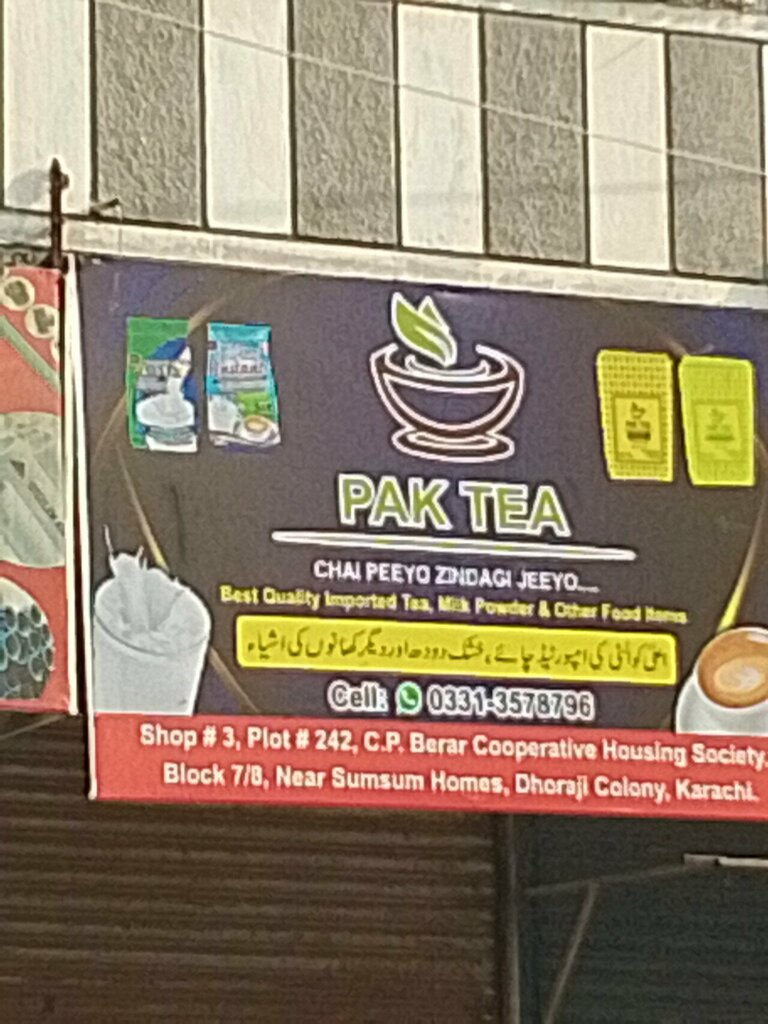 PAK TEA
CHAI PEEYO ZINDAGI JEEYO....
Best Quality Imported Tea, Milk Powder & Other Food Items
اعلیٰ کوالٹی کی امپورٹیڈ چائے، خشک دودھ اور دیگر کھانوں کی اشیاء
Cell: 0331-3578796
Shop # 3, Plot # 242, C.P. Berar Cooperative Housing Society,
Block 7/8, Near Sumsum Homes, Dhoraji Colony, Karachi.